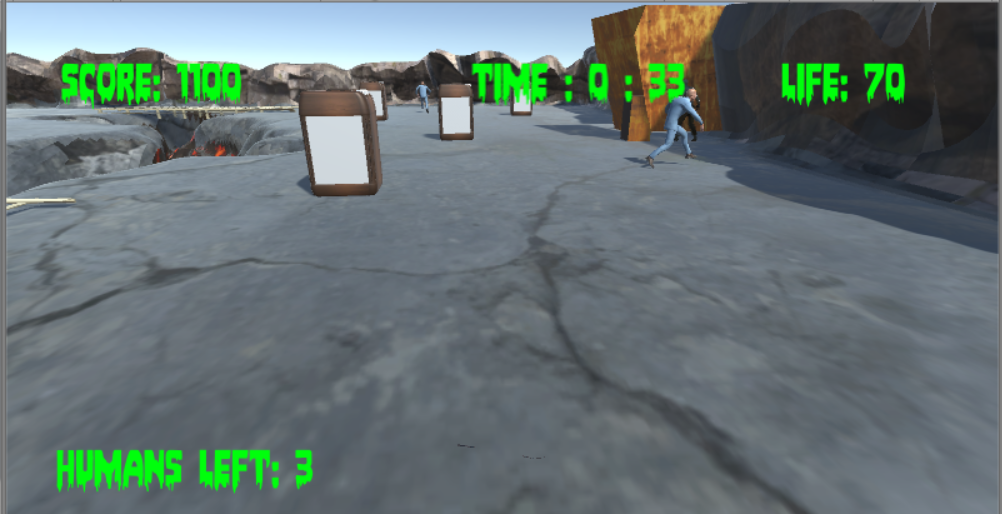 SCORE: 1100
TIME : 0 : 33
LIFE: 70
HUMANS LEFT: 3